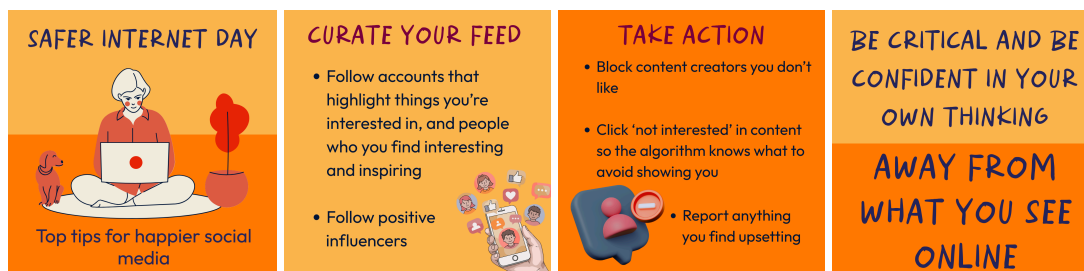 SAFER INTERNET DAY
Top tips for happier social
media
CURATE YOUR FEED
• Follow accounts that
highlight things you're
interested in, and people
who you find interesting
and inspiring
• Follow positive
influencers
TAKE ACTION
• Block content creators you don't
like
• Click 'not interested' in content
so the algorithm knows what to
avoid showing you
• Report anything
you find upsetting
BE CRITICAL AND BE
CONFIDENT IN YOUR
OWN THINKING
AWAY FROM
WHAT YOU SEE
ONLINE